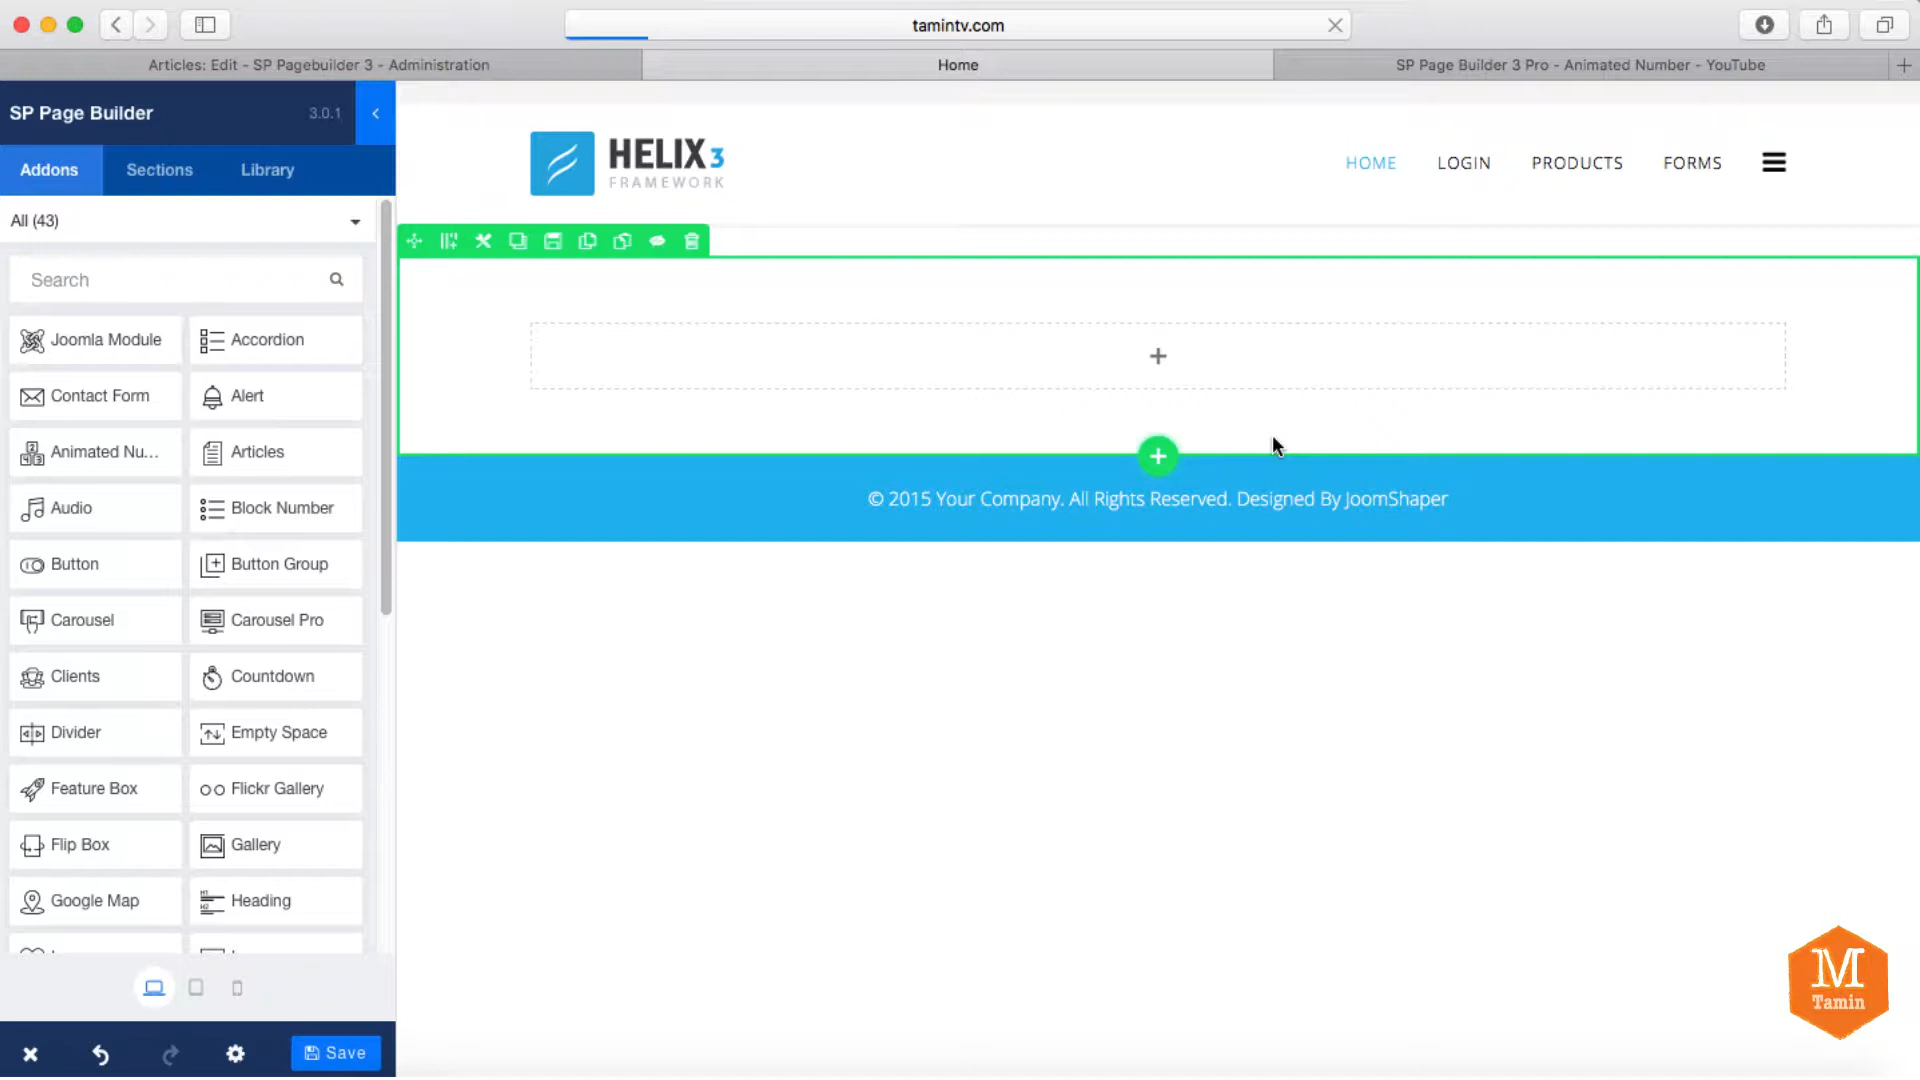 tamintv.com
Articles: Edit - SP Pagebuilder 3 - Administration
Home
SP Page Builder 3 Pro - Animated Number - YouTube
SP Page Builder
3.0.1
Addons
Sections
Library
All (43)
Search
Joomla Module
Accordion
Contact Form
Alert
Animated Nu...
Articles
Audio
Block Number
Button
Button Group
Carousel
Carousel Pro
Clients
Countdown
Divider
Empty Space
Feature Box
Flickr Gallery
Flip Box
Gallery
Google Map
Heading
Save
HELIX 3
FRAMEWORK
HOME
LOGIN
PRODUCTS
FORMS
© 2015 Your Company. All Rights Reserved. Designed By JoomShaper
M
Tamin